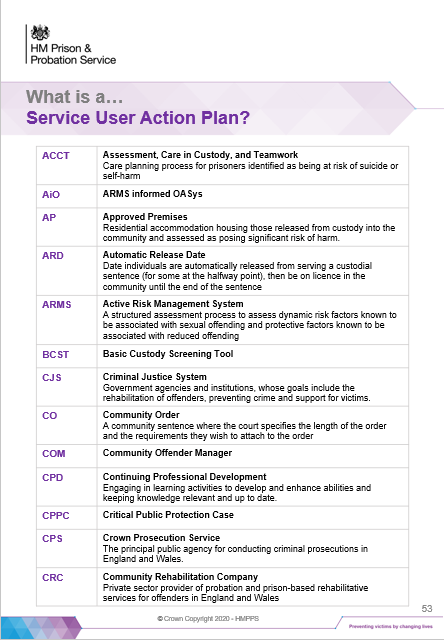 HM Prison &
Probation Service
What is a…
Service User Action Plan?
ACCT
Assessment, Care in Custody, and Teamwork
Care planning process for prisoners identified as being at risk of suicide or
self-harm
AiO
ARMS informed OASys
AP
Approved Premises
Residential accommodation housing those released from custody into the
community and assessed as posing significant risk of harm.
ARD
Automatic Release Date
Date individuals are automatically released from serving a custodial
sentence (for some at the halfway point), then be on licence in the
community until the end of the sentence
ARMS
Active Risk Management System
A structured assessment process to assess dynamic risk factors known to
be associated with sexual offending and protective factors known to be
associated with reduced offending
BCST
Basic Custody Screening Tool
CJS
Criminal Justice System
Government agencies and institutions, whose goals include the
rehabilitation of offenders, preventing crime and support for victims.
CO
Community Order
A community sentence where the court specifies the length of the order
and the requirements they wish to attach to the order
COM
Community Offender Manager
CPD
Continuing Professional Development
Engaging in learning activities to develop and enhance abilities and
keeping knowledge relevant and up to date.
CPPC
Critical Public Protection Case
CPS
Crown Prosecution Service
The principal public agency for conducting criminal prosecutions in
England and Wales.
CRC
Community Rehabilitation Company
Private sector provider of probation and prison-based rehabilitative
services for offenders in England and Wales
53
© Crown Copyright 2020 - HMPPS
Preventing victims by changing lives